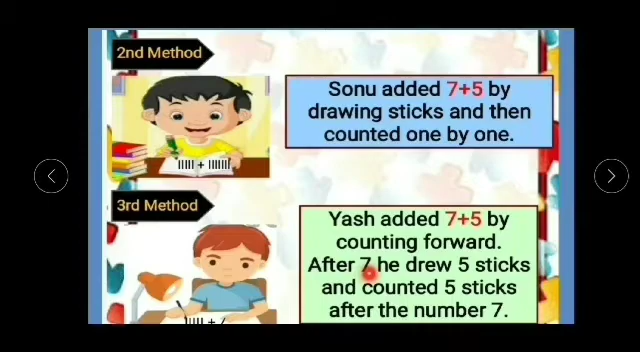 2nd Method
Sonu added 7+5 by
drawing sticks and then
counted one by one.
3rd Method
Yash added 7+5 by
counting forward.
After 7 he drew 5 sticks
and counted 5 sticks
after the number 7.